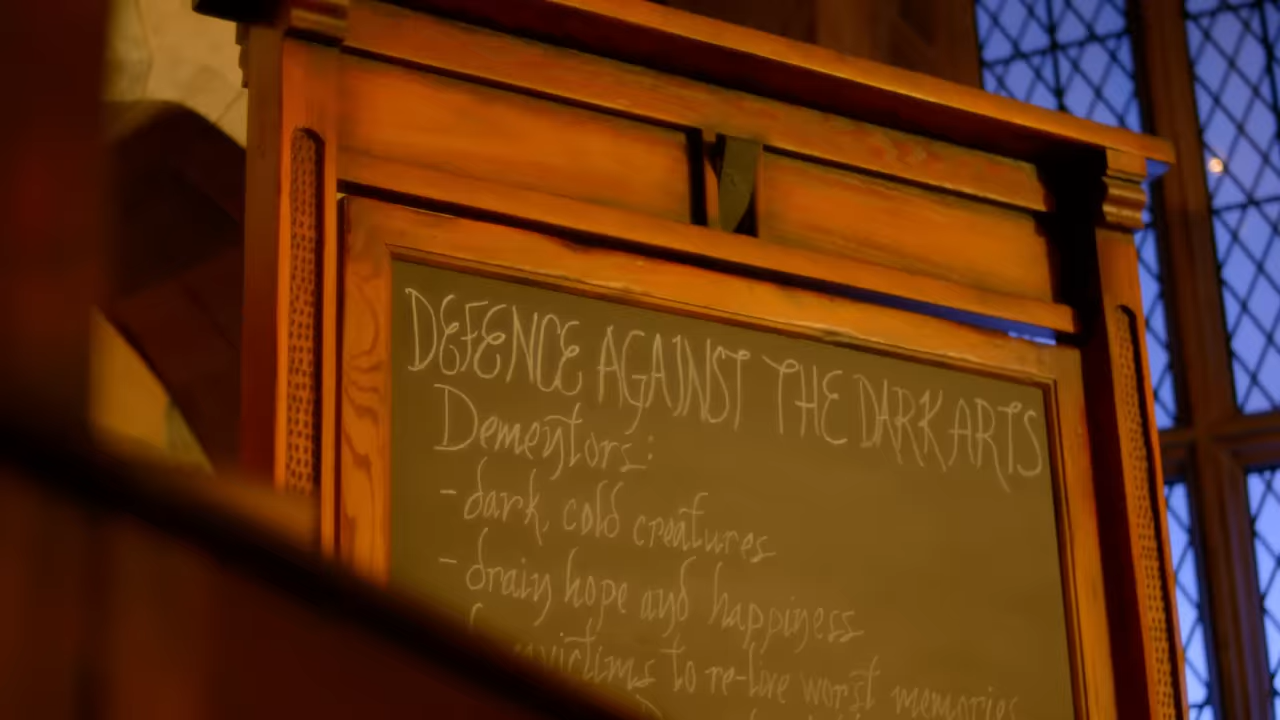 DEFENCE AGAINST THE DARK ARTS
Dementors:
- dark, cold creatures
- drain hope and happiness
victims to re-live worst memories